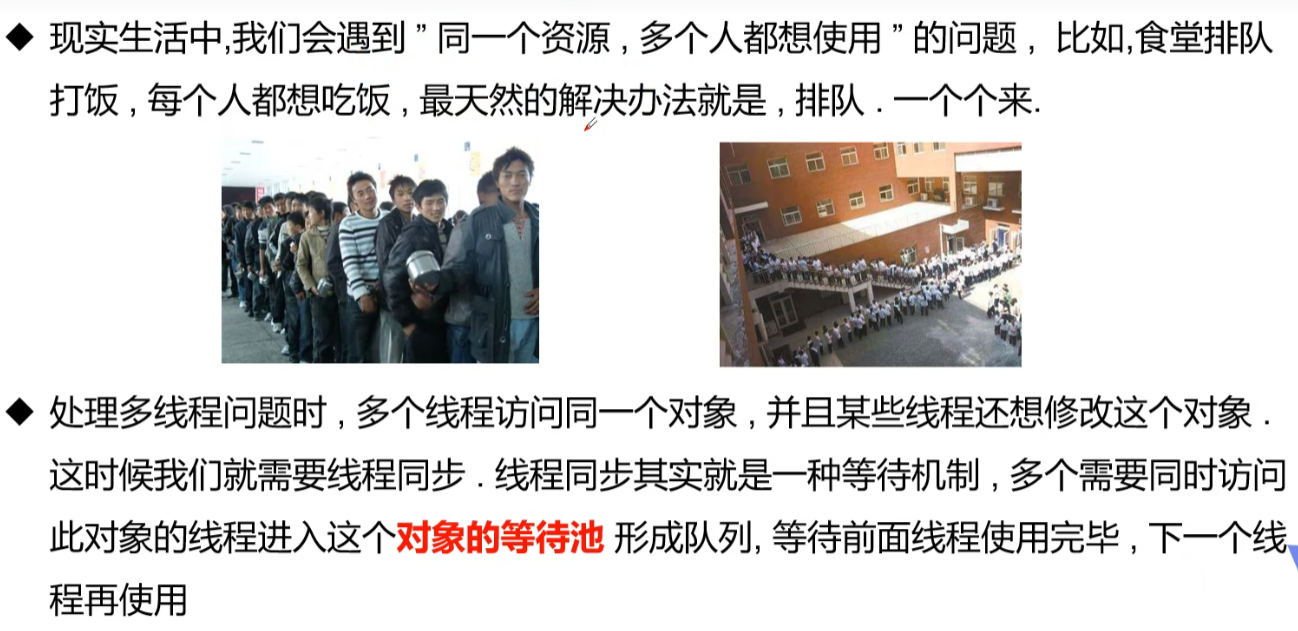 ◆ 现实生活中,我们会遇到 ” 同一个资源 , 多个人都想使用 ” 的问题 , 比如,食堂排队
打饭 , 每个人都想吃饭 , 最天然的解决办法就是 , 排队 . 一个个来.
◆ 处理多线程问题时 , 多个线程访问同一个对象 , 并且某些线程还想修改这个对象 .
这时候我们就需要线程同步 . 线程同步其实就是一种等待机制 , 多个需要同时访问
此对象的线程进入这个对象的等待池 形成队列, 等待前面线程使用完毕 , 下一个线
程再使用